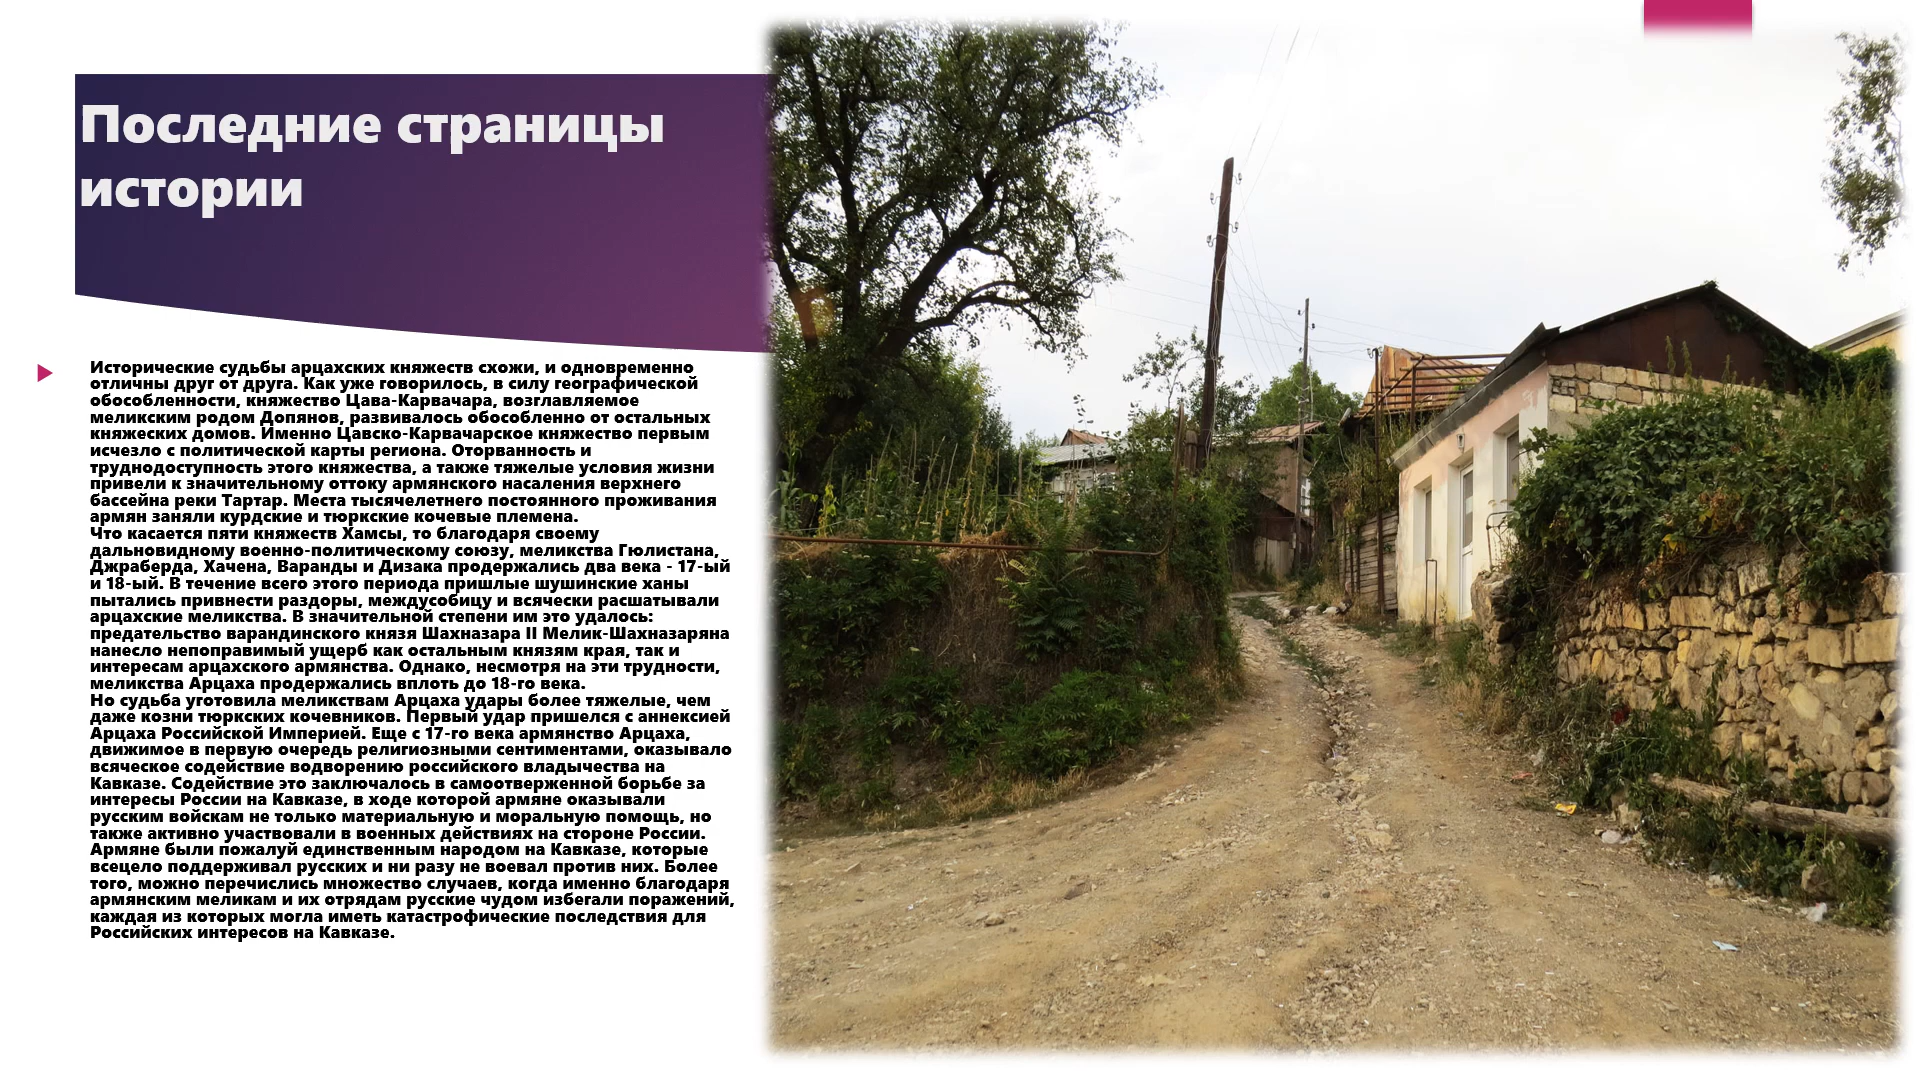 Последние страницы
истории
Исторические судьбы арцахских княжеств схожи, и одновременно
отличны друг от друга. Как уже говорилось, в силу географической
обособленности, княжество Цава-Карвачара, возглавляемое
меликским родом Допянов, развивалось обособленно от остальных
княжеских домов. Именно Цавско-Карвачарское княжество первым
исчезло с политической карты региона. Оторванность и
труднодоступность этого княжества, а также тяжелые условия жизни
привели к значительному оттоку армянского насаления верхнего
бассейна реки Тартар. Места тысячелетнего постоянного проживания
армян заняли курдские и тюркские кочевые племена.
Что касается пяти княжеств Хамсы, то благодаря своему
дальновидному военно-политическому союзу, меликства Гюлистана,
Джраберда, Хачена, Варанды и Дизака продержались два века - 17-ый
и 18-ый. В течение всего этого периода пришлые шушинские ханы
пытались привнести раздоры, междусобицу и всячески расшатывали
арцахские меликства. В значительной степени им это удалось:
предательство варандинского князя Шахназара II Мелик-Шахназаряна
нанесло непоправимый ущерб как остальным князям края, так и
интересам арцахского армянства. Однако, несмотря на эти трудности,
меликства Арцаха продержались вплоть до 18-го века.
Но судьба уготовила меликствам Арцаха удары более тяжелые, чем
даже козни тюркских кочевников. Первый удар пришелся с аннексией
Арцаха Российской Империей. Еще с 17-го века армянство Арцаха,
движимое в первую очередь религиозными сентиментами, оказывало
всяческое содействие водворению российского владычества на
Кавказе. Содействие это заключалось в самоотверженной борьбе за
интересы России на Кавказе, в ходе которой армяне оказывали
русским войскам не только материальную и моральную помощь, но
также активно участвовали в военных действиях на стороне России.
Армяне были пожалуй единственным народом на Кавказе, которые
всецело поддерживал русских и ни разу не воевал против них. Более
того, можно перечислись множество случаев, когда именно благодаря
армянским меликам и их отрядам русские чудом избегали поражений,
каждая из которых могла иметь катастрофические последствия для
Российских интересов на Кавказе.